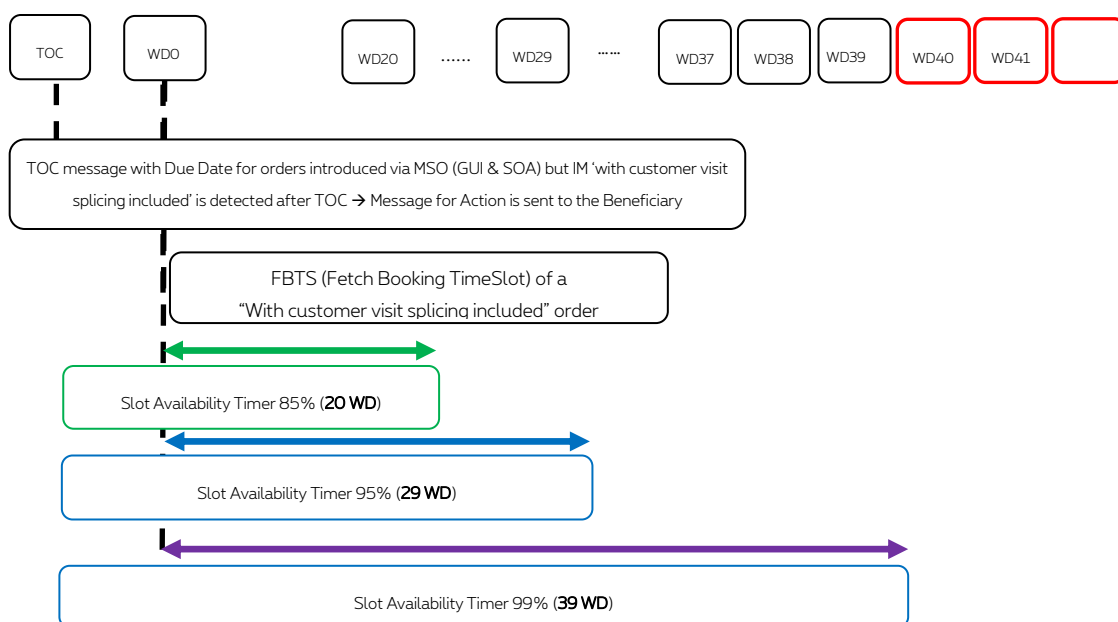 TOC
WD0
WD20
......
WD29
......
WD37
WD38
WD39
WD40
WD41
TOC message with Due Date for orders introduced via MSO (GUI & SOA) but IM ‘with customer visit
splicing included’ is detected after TOC → Message for Action is sent to the Beneficiary
FBTS (Fetch Booking TimeSlot) of a
“With customer visit splicing included” order
Slot Availability Timer 85% (20 WD)
Slot Availability Timer 95% (29 WD)
Slot Availability Timer 99% (39 WD)